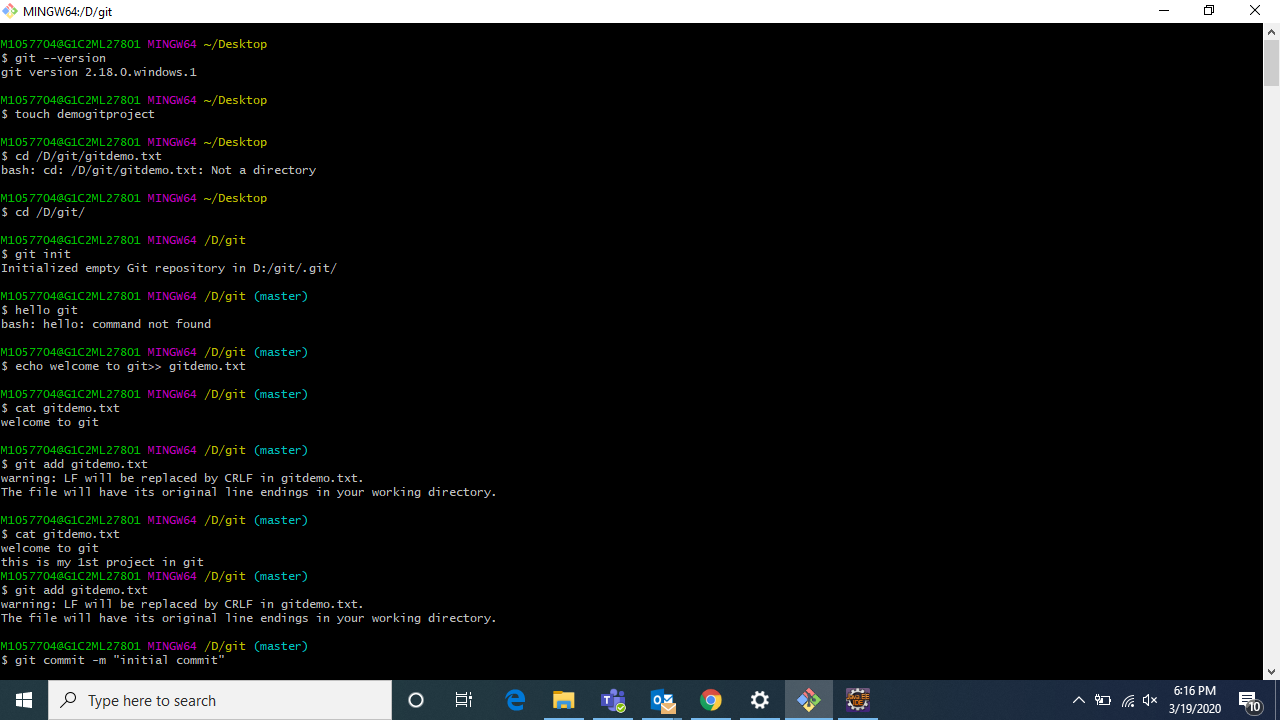 MINGW64:/D/git
M1057704@G1C2ML27801 MINGW64 ~/Desktop
$ git --version
git version 2.18.0.windows.1
M1057704@G1C2ML27801 MINGW64 ~/Desktop
$ touch demogitproject
M1057704@G1C2ML27801 MINGW64 ~/Desktop
$ cd /D/git/gitdemo.txt
bash: cd: /D/git/gitdemo.txt: Not a directory
M1057704@G1C2ML27801 MINGW64 ~/Desktop
$ cd /D/git/
M1057704@G1C2ML27801 MINGW64 /D/git
$ git init
Initialized empty Git repository in D:/git/.git/
M1057704@G1C2ML27801 MINGW64 /D/git (master)
$ hello git
bash: hello: command not found
M1057704@G1C2ML27801 MINGW64 /D/git (master)
$ echo welcome to git>> gitdemo.txt
M1057704@G1C2ML27801 MINGW64 /D/git (master)
$ cat gitdemo.txt
welcome to git
M1057704@G1C2ML27801 MINGW64 /D/git (master)
$ git add gitdemo.txt
warning: LF will be replaced by CRLF in gitdemo.txt.
The file will have its original line endings in your working directory.
M1057704@G1C2ML27801 MINGW64 /D/git (master)
$ cat gitdemo.txt
welcome to git
this is my 1st project in git
M1057704@G1C2ML27801 MINGW64 /D/git (master)
$ git add gitdemo.txt
warning: LF will be replaced by CRLF in gitdemo.txt.
The file will have its original line endings in your working directory.
M1057704@G1C2ML27801 MINGW64 /D/git (master)
$ git commit -m "initial commit"
Type here to search
Java EE
IDE
6:16 PM
3/19/2020
10